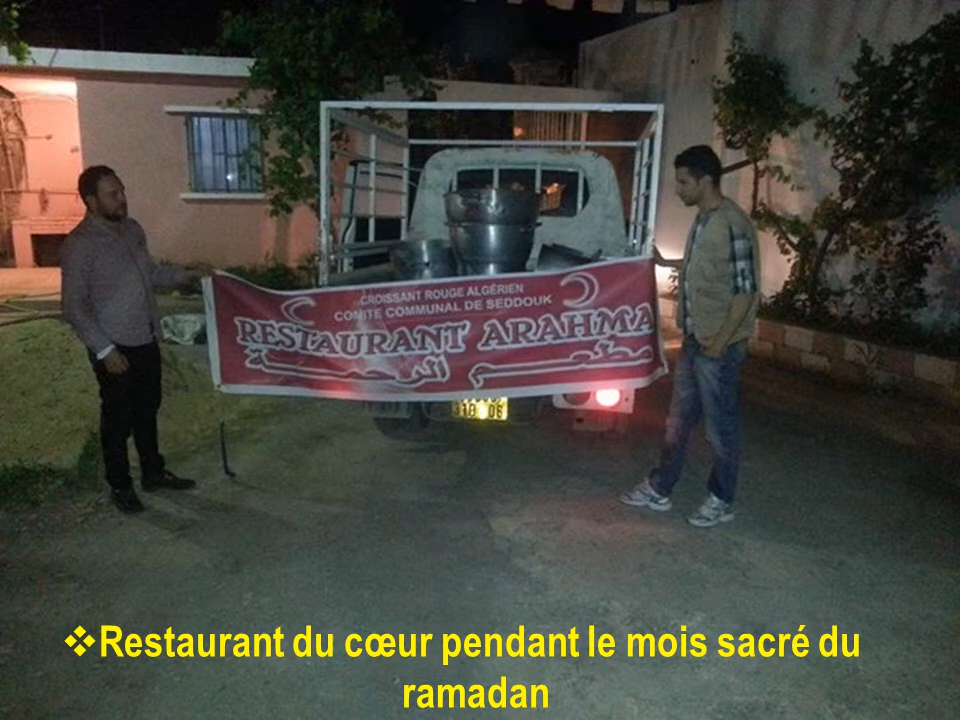 CROISSANT ROUGE ALGÉRIEN
COMITE COMMUNAL DE SEDDOUK
RESTAURANT ARAHMA
مطعم الرحمة
❖Restaurant du cœur pendant le mois sacré du
ramadan